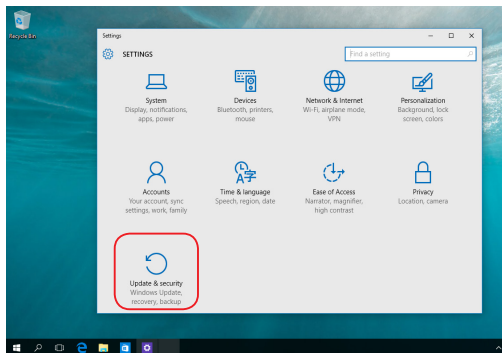 Recycle Bin
Settings
SETTINGS
Find a setting
System
Display, notifications,
apps, power
Devices
Bluetooth, printers,
mouse
Network & Internet
Wi-Fi, airplane mode,
VPN
Personalization
Background, lock
screen, colors
Accounts
Your account, sync
settings, work, family
Time & language
Speech, region, date
Ease of Access
Narrator, magnifier,
high contrast
Privacy
Location, camera
Update & security
Windows Update,
recovery, backup